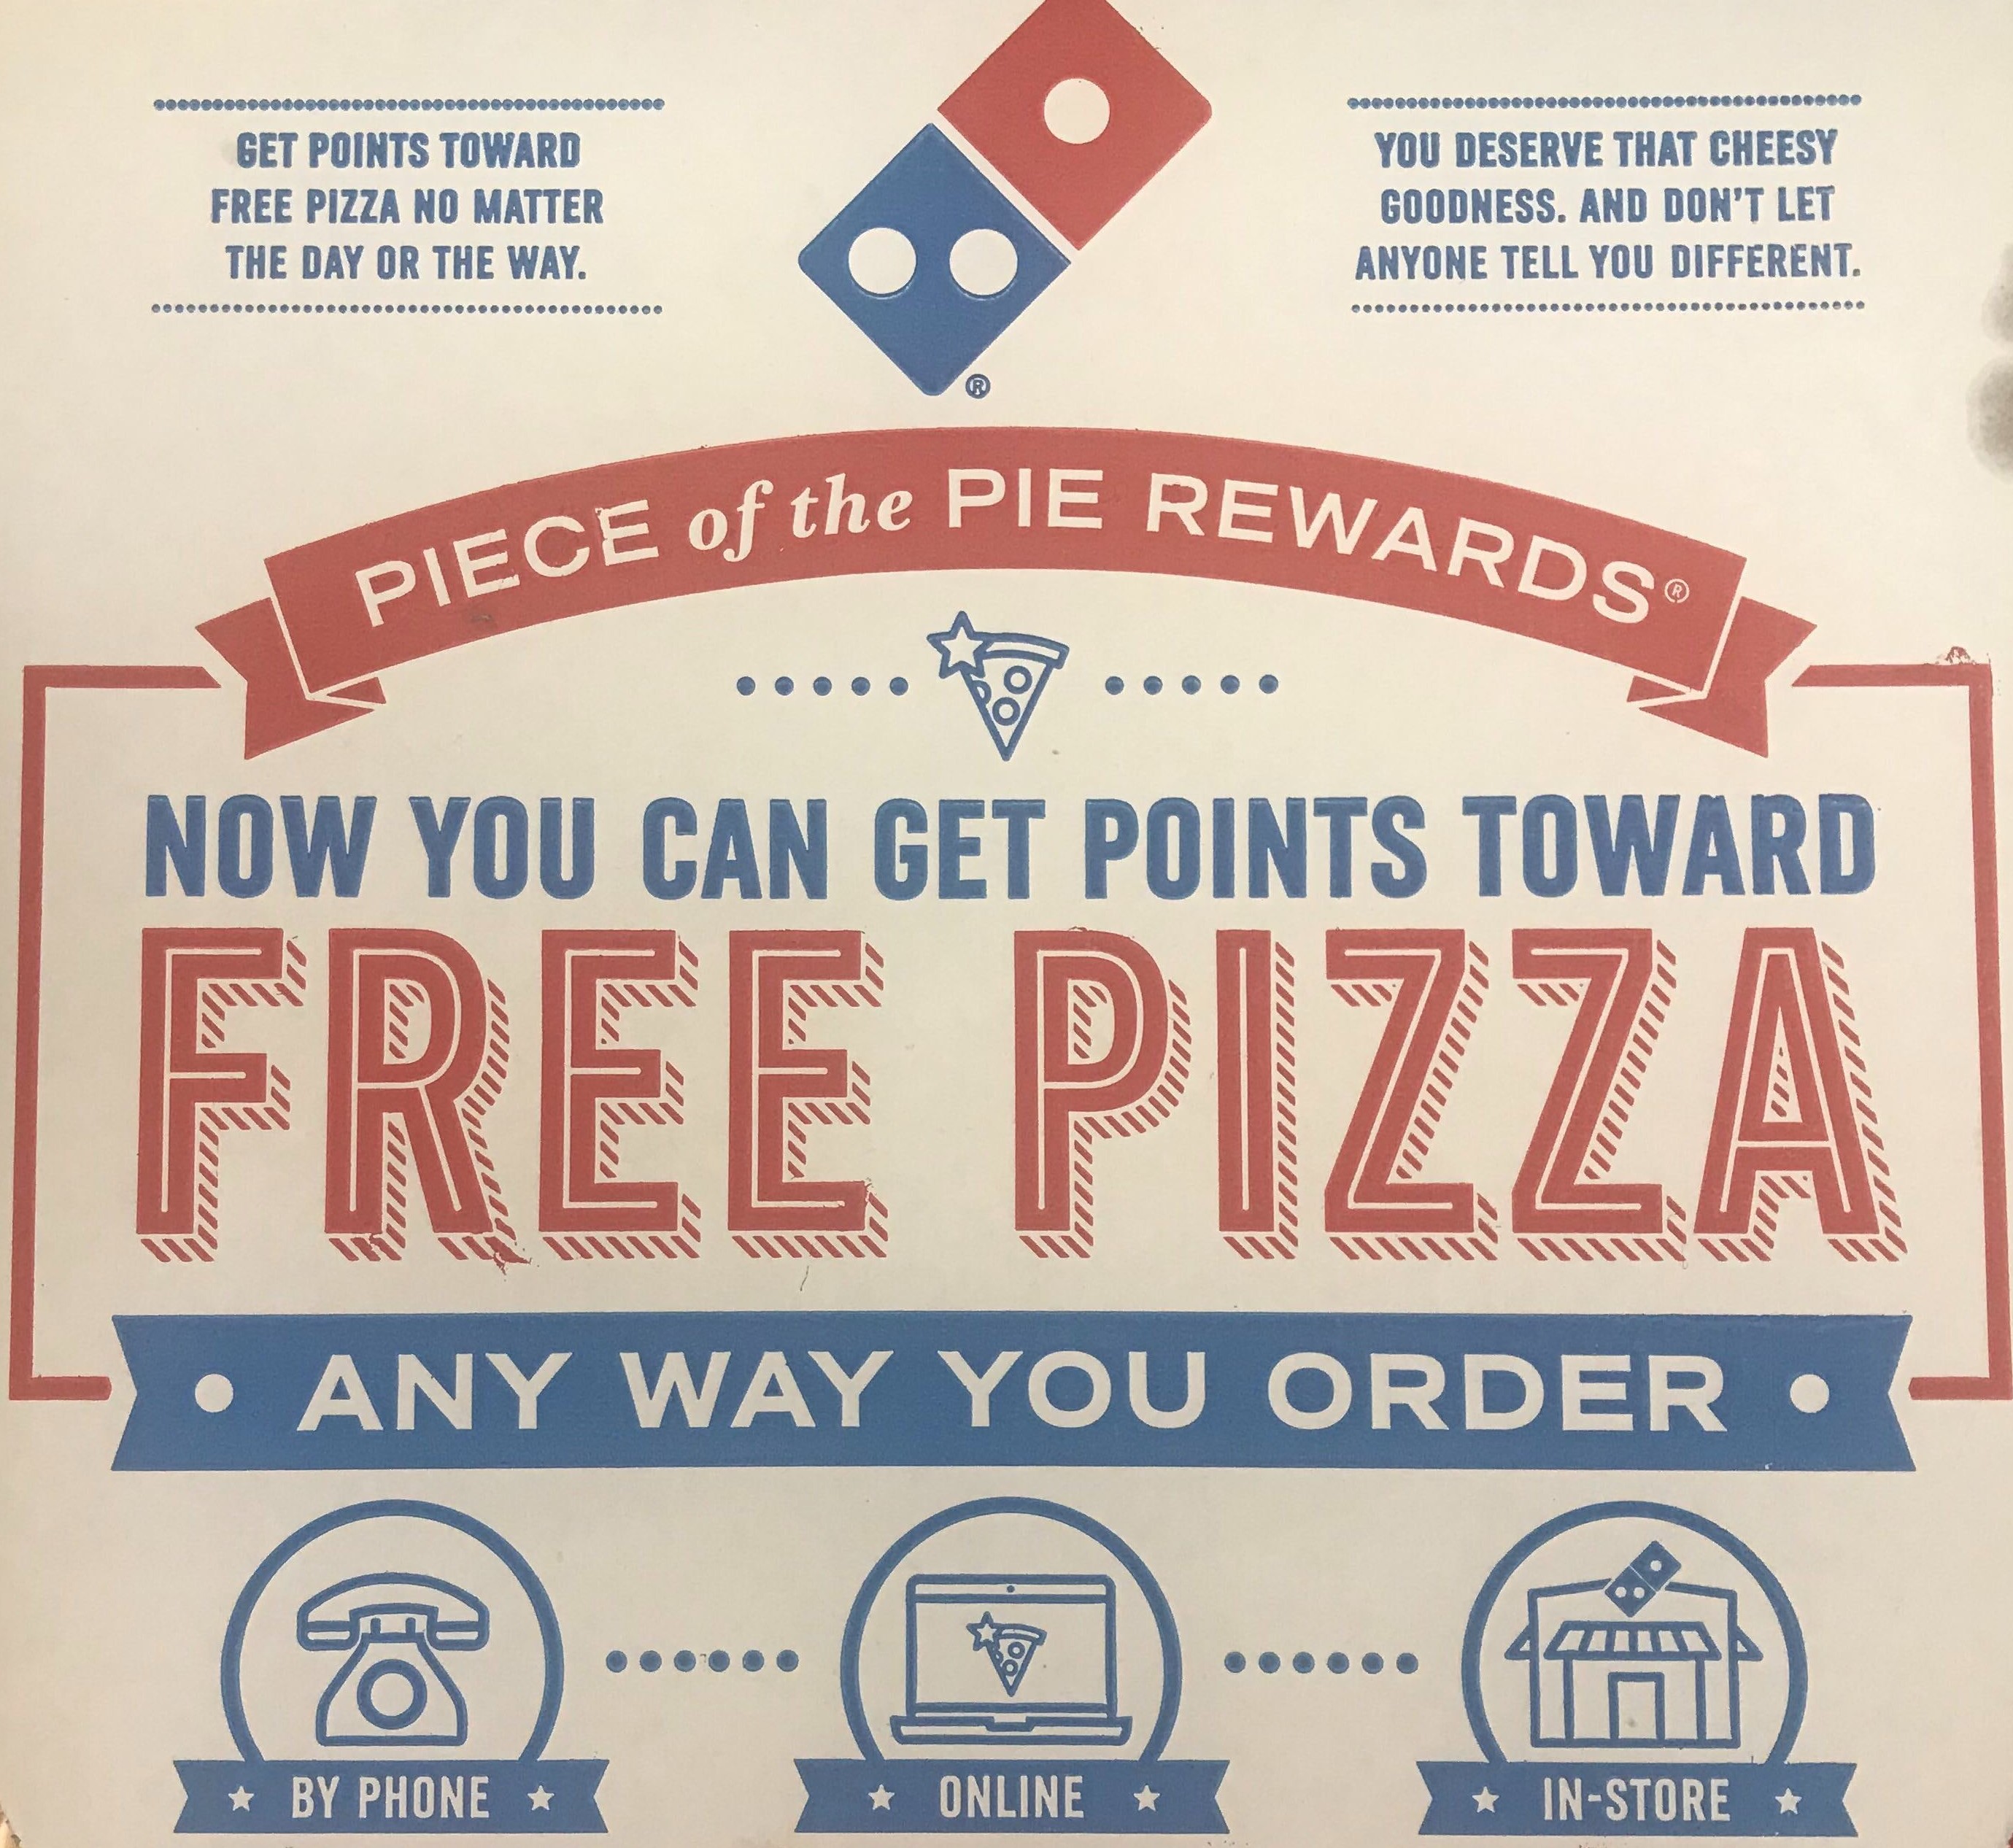 GET POINTS TOWARD
FREE PIZZA NO MATTER
THE DAY OR THE WAY.
YOU DESERVE THAT CHEESY
GOODNESS. AND DON'T LET
ANYONE TELL YOU DIFFERENT.
®
PIECE of the PIE REWARDS®
NOW YOU CAN GET POINTS TOWARD
FREE PIZZA
ANY WAY YOU ORDER
BY PHONE
ONLINE
IN-STORE